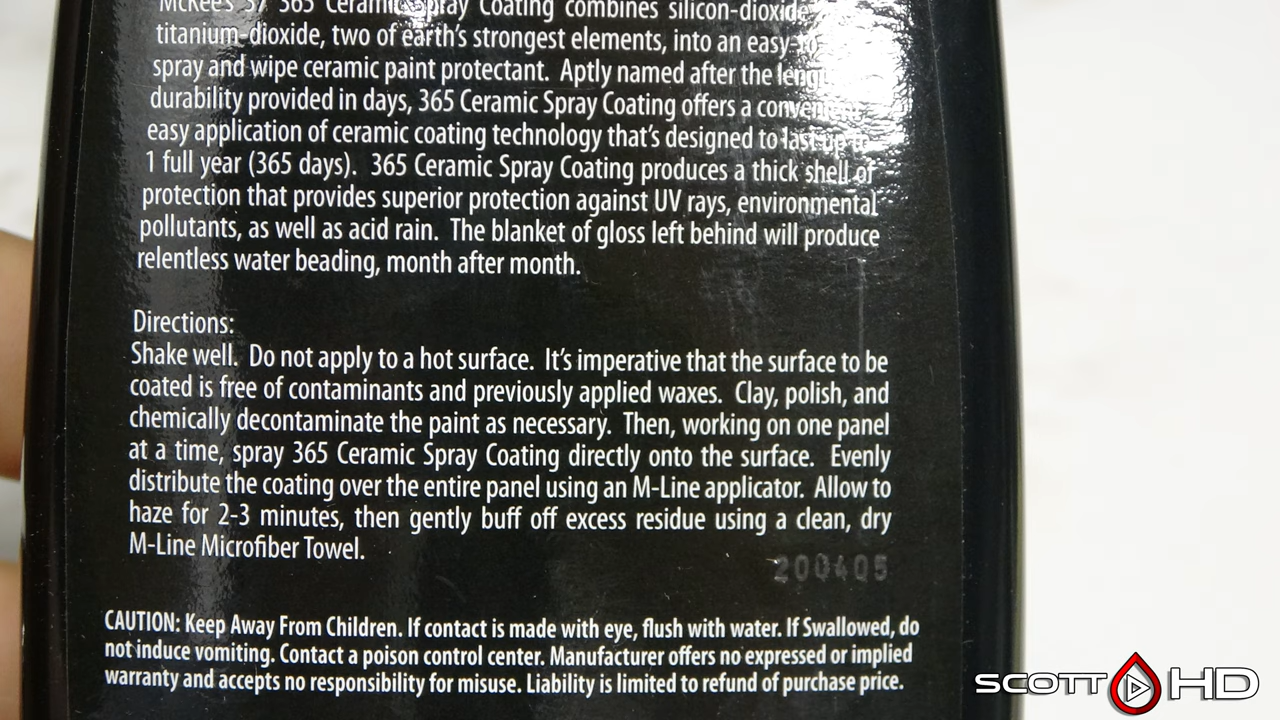 McKee's 37 365 Ceramic Spray Coating combines silicon-dioxide
titanium-dioxide, two of earth's strongest elements, into an easy-to
spray and wipe ceramic paint protectant. Aptly named after the
durability provided in days, 365 Ceramic Spray Coating offers a
easy application of ceramic coating technology that's designed to last up to
1 full year (365 days). 365 Ceramic Spray Coating produces a thick shell of
protection that provides superior protection against UV rays, environmental
pollutants, as well as acid rain. The blanket of gloss left behind will produce
relentless water beading, month after month.
Directions:
Shake well. Do not apply to a hot surface. It's imperative that the surface to be
coated is free of contaminants and previously applied waxes. Clay, polish, and
chemically decontaminate the paint as necessary. Then, working on one panel
at a time, spray 365 Ceramic Spray Coating directly onto the surface. Evenly
distribute the coating over the entire panel using an M-Line applicator. Allow to
haze for 2-3 minutes, then gently buff off excess residue using a clean, dry
M-Line Microfiber Towel.
200405
CAUTION: Keep Away From Children. If contact is made with eye, flush with water. If Swallowed, do
not induce vomiting. Contact a poison control center. Manufacturer offers no expressed or implied
warranty and accepts no responsibility for misuse. Liability is limited to refund of purchase price.
SCOTT HD